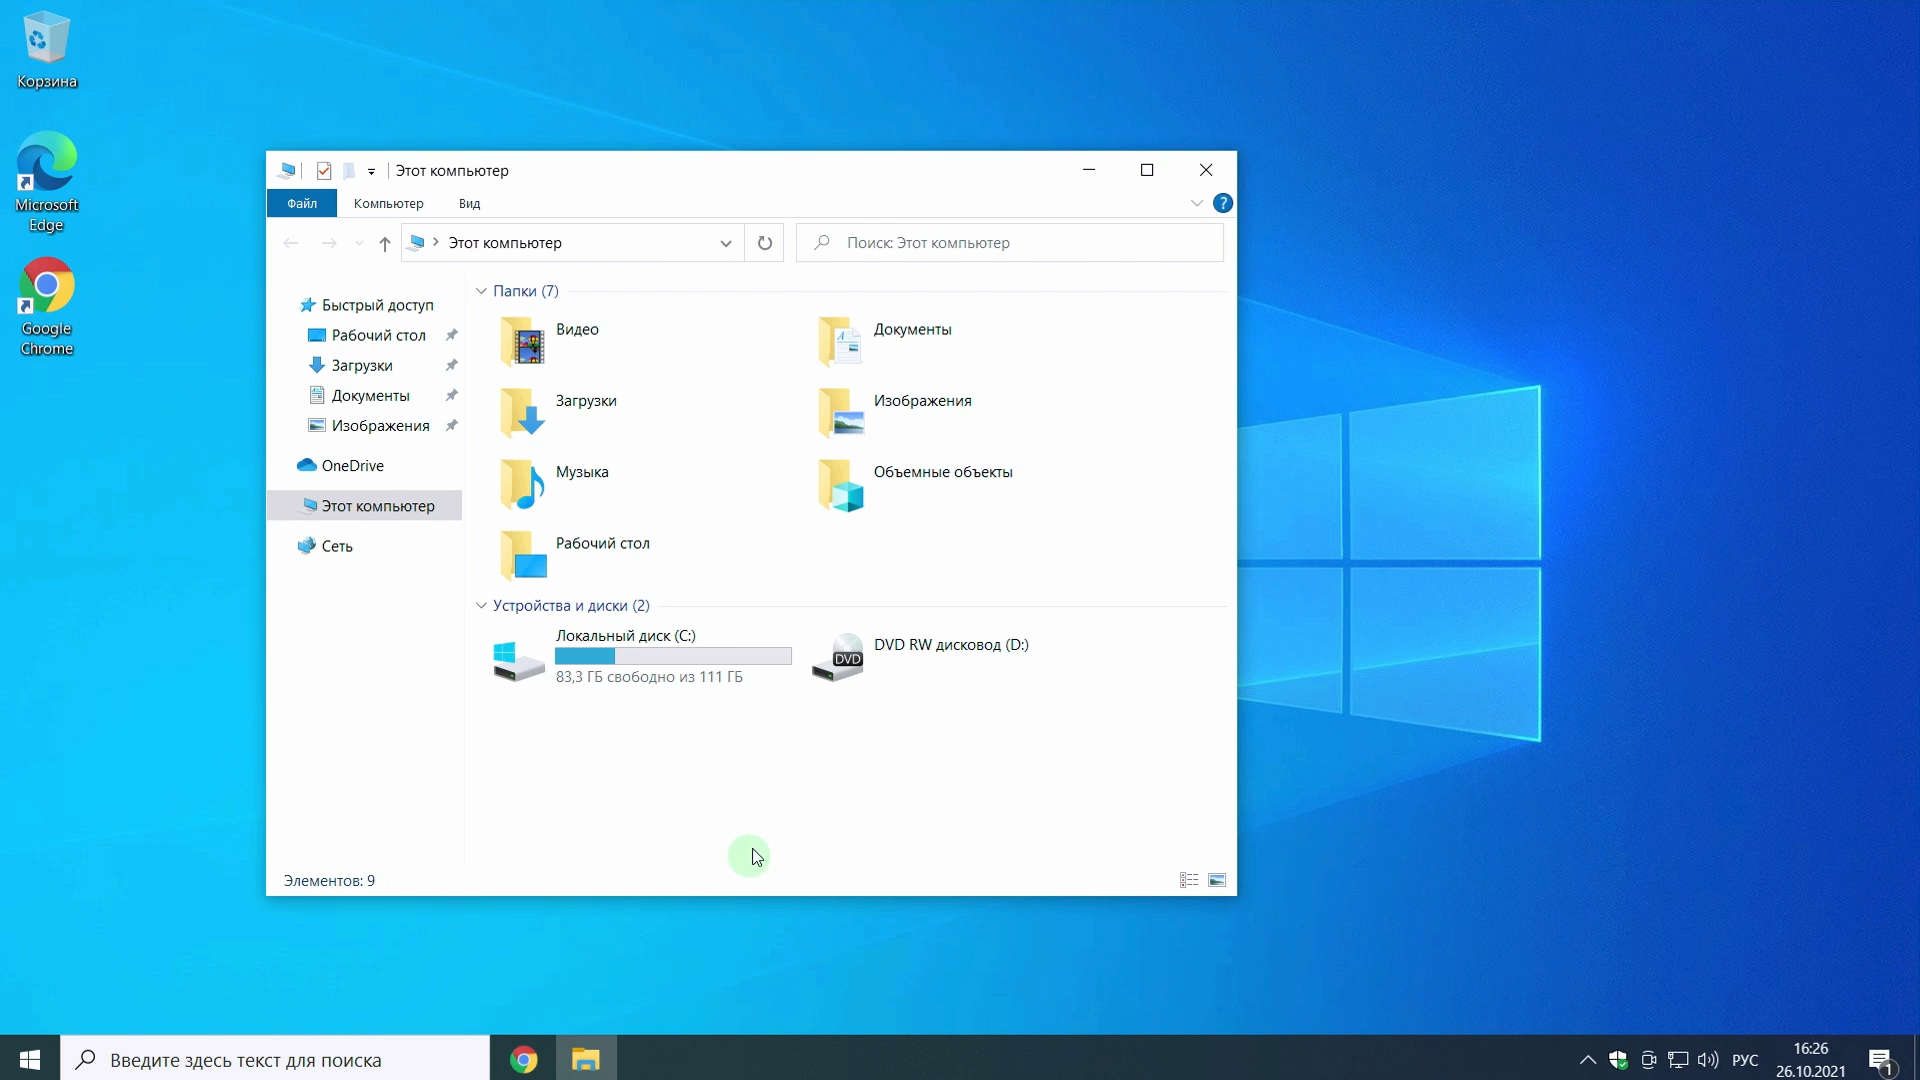 Корзина
Microsoft
Edge
Google
Chrome
Этот компьютер
Файл
Компьютер
Вид
?
Этот компьютер
Поиск: Этот компьютер
Быстрый доступ
Рабочий стол
Загрузки
Документы
Изображения
OneDrive
Этот компьютер
Сеть
Папки (7)
Видео
Документы
Загрузки
Изображения
Музыка
Объемные объекты
Рабочий стол
Устройства и диски (2)
Локальный диск (C:)
83,3 ГБ свободно из 111 ГБ
DVD
DVD RW дисковод (D:)
Элементов: 9
Введите здесь текст для поиска
РУС
16:26
26.10.2021
1